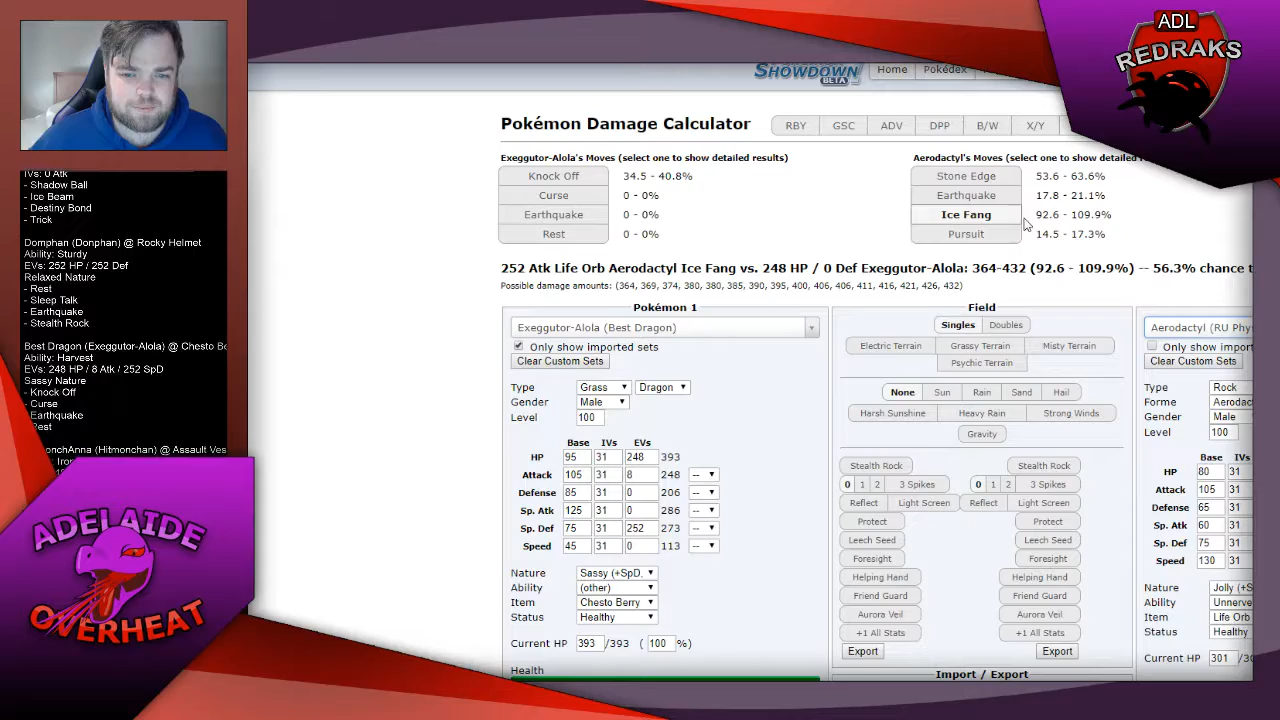 ADL
REDRAKS
SHOWDOWN
BETA
Home
Pokédex
Pokémon Damage Calculator
RBY
GSC
ADV
DPP
B/W
X/Y
Exeggutor-Alola's Moves (select one to show detailed results)
Knock Off 34.5 - 40.8%
Curse 0 - 0%
Earthquake 0 - 0%
Rest 0 - 0%
Aerodactyl's Moves (select one to show detailed
Stone Edge 53.6 - 63.6%
Earthquake 17.8 - 21.1%
Ice Fang 92.6 - 109.9%
Pursuit 14.5 - 17.3%
252 Atk Life Orb Aerodactyl Ice Fang vs. 248 HP / 0 Def Exeggutor-Alola: 364-432 (92.6 - 109.9%) -- 56.3% chance t
Possible damage amounts: (364, 369, 374, 380, 380, 385, 390, 395, 400, 406, 406, 411, 416, 421, 426, 432)
Pokémon 1
Exeggutor-Alola (Best Dragon)
Only show imported sets
Clear Custom Sets
Type Grass Dragon
Gender Male
Level 100
Base IVs EVs
HP 95 31 248 393
Attack 105 31 8 248 --
Defense 85 31 0 206 --
Sp. Atk 125 31 0 286 --
Sp. Def 75 31 252 273 --
Speed 45 31 0 113 --
Nature Sassy (+SpD,
Ability (other)
Item Chesto Berry
Status Healthy
Current HP 393 /393 ( 100 %)
Health
Field
Singles Doubles
Electric Terrain Grassy Terrain Misty Terrain
Psychic Terrain
None Sun Rain Sand Hail
Harsh Sunshine Heavy Rain Strong Winds
Gravity
Stealth Rock Stealth Rock
0 1 2 3 Spikes 0 1 2 3 Spikes
Reflect Light Screen Reflect Light Screen
Protect Protect
Leech Seed Leech Seed
Foresight Foresight
Helping Hand Helping Hand
Friend Guard Friend Guard
Aurora Veil Aurora Veil
+1 All Stats +1 All Stats
Export Export
Import / Export
Aerodactyl (RU Phy
Only show import
Clear Custom Sets
Type Rock
Forme Aerodac
Gender Male
Level 100
Base IVs
HP 80 31
Attack 105 31
Defense 65 31
Sp. Atk 60 31
Sp. Def 75 31
Speed 130 31
Nature Jolly (+S
Ability Unnerve
Item Life Orb
Status Healthy
Current HP 301 /30
IVs: 0 Atk
- Shadow Ball
- Ice Beam
- Destiny Bond
- Trick
Domphan (Donphan) @ Rocky Helmet
Ability: Sturdy
EVs: 252 HP / 252 Def
Relaxed Nature
- Rest
- Sleep Talk
- Earthquake
- Stealth Rock
Best Dragon (Exeggutor-Alola) @ Chesto Be
Ability: Harvest
EVs: 248 HP / 8 Atk / 252 SpD
Sassy Nature
- Knock Off
- Curse
- Earthquake
Rest
onchAnna (Hitmonchan) @ Assault Ves
ADELAIDE
OVERHEAT